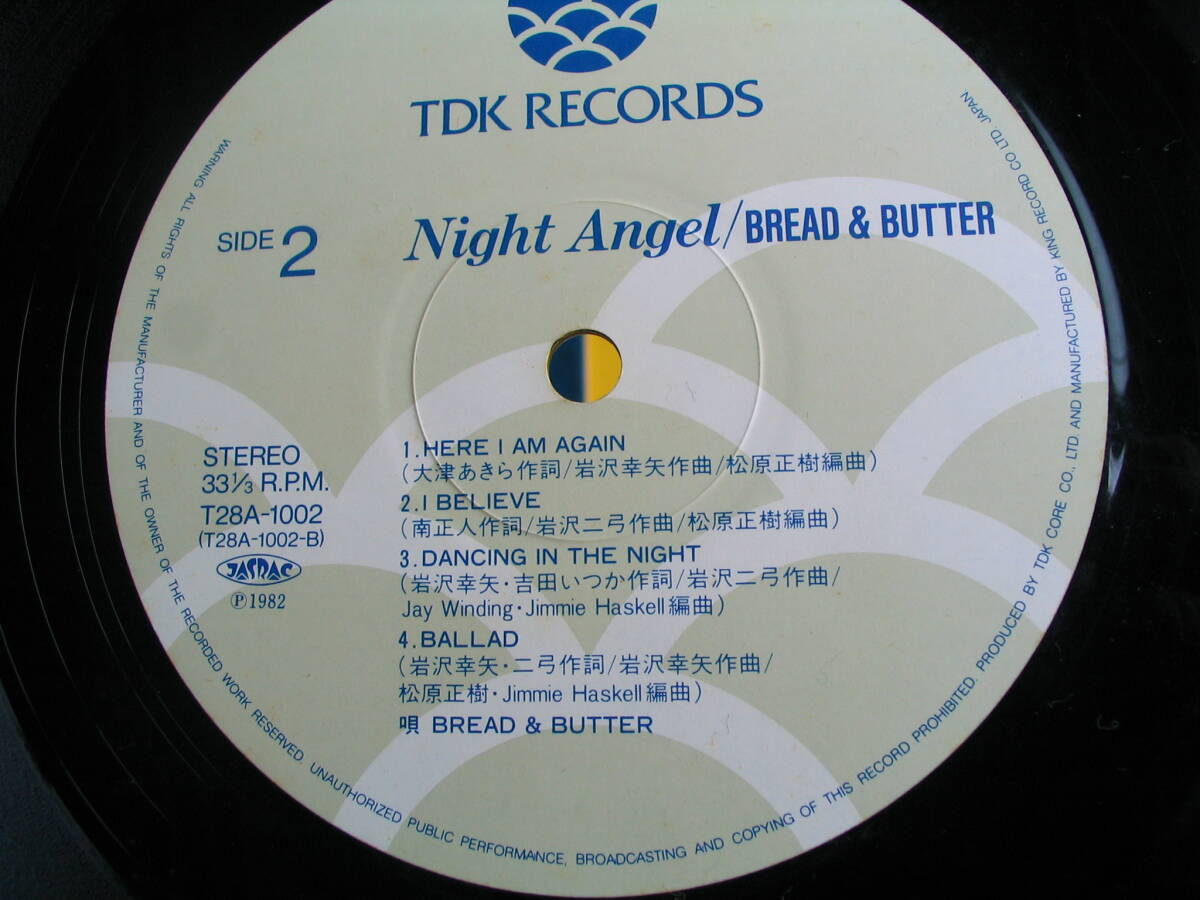 TDK RECORDS
SIDE 2
Night Angel/BREAD & BUTTER
STEREO
33⅓ R.P.M.
T28A-1002
(T28A-1002-B)
JASRAC
Ⓟ1982
1.HERE I AM AGAIN
(大津あきら作詞/岩沢幸矢作曲/松原正樹編曲)
2.I BELIEVE
(南正人作詞/岩沢二弓作曲/松原正樹編曲)
3.DANCING IN THE NIGHT
(岩沢幸矢・吉田いつか作詞/岩沢二弓作曲/
Jay Winding・Jimmie Haskell編曲)
4.BALLAD
(岩沢幸矢・二弓作詞/岩沢幸矢作曲/
松原正樹・Jimmie Haskell編曲)
唄 BREAD & BUTTER
WARNING ALL RIGHTS OF THE MANUFACTURER AND OF THE OWNER OF THE RECORDED WORK RESERVED. UNAUTHORIZED PUBLIC PERFORMANCE, BROADCASTING AND COPYING OF THIS RECORD PROHIBITED. PRODUCED BY TDK CORE CO., LTD. AND MANUFACTURED BY KING RECORD CO LTD. JAPAN